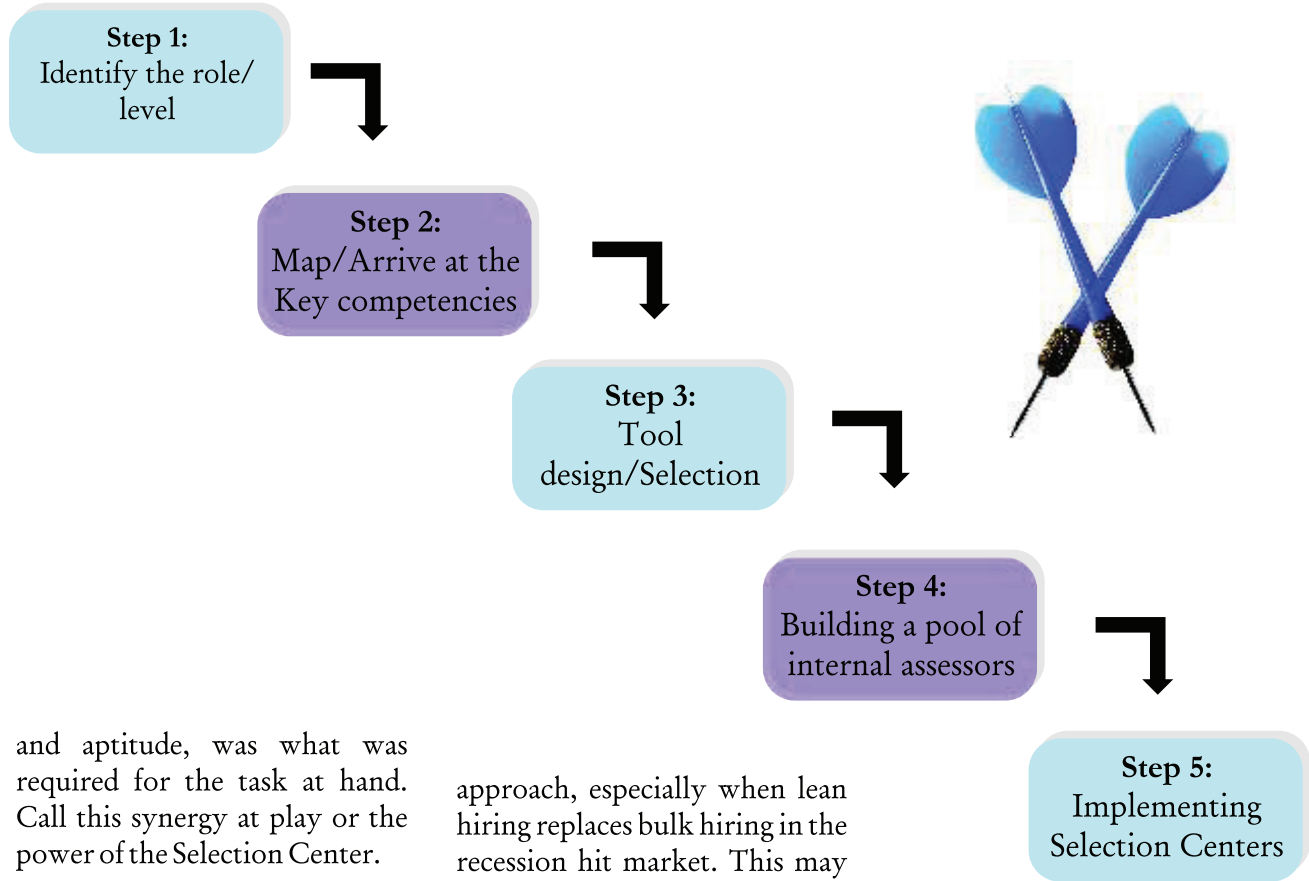 Step 1:
Identify the role/
level
Step 2:
Map/Arrive at the
Key competencies
Step 3:
Tool
design/Selection
Step 4:
Building a pool of
internal assessors
Step 5:
Implementing
Selection Centers
and aptitude, was what was
required for the task at hand.
Call this synergy at play or the
power of the Selection Center.
approach, especially when lean
hiring replaces bulk hiring in the
recession hit market. This may